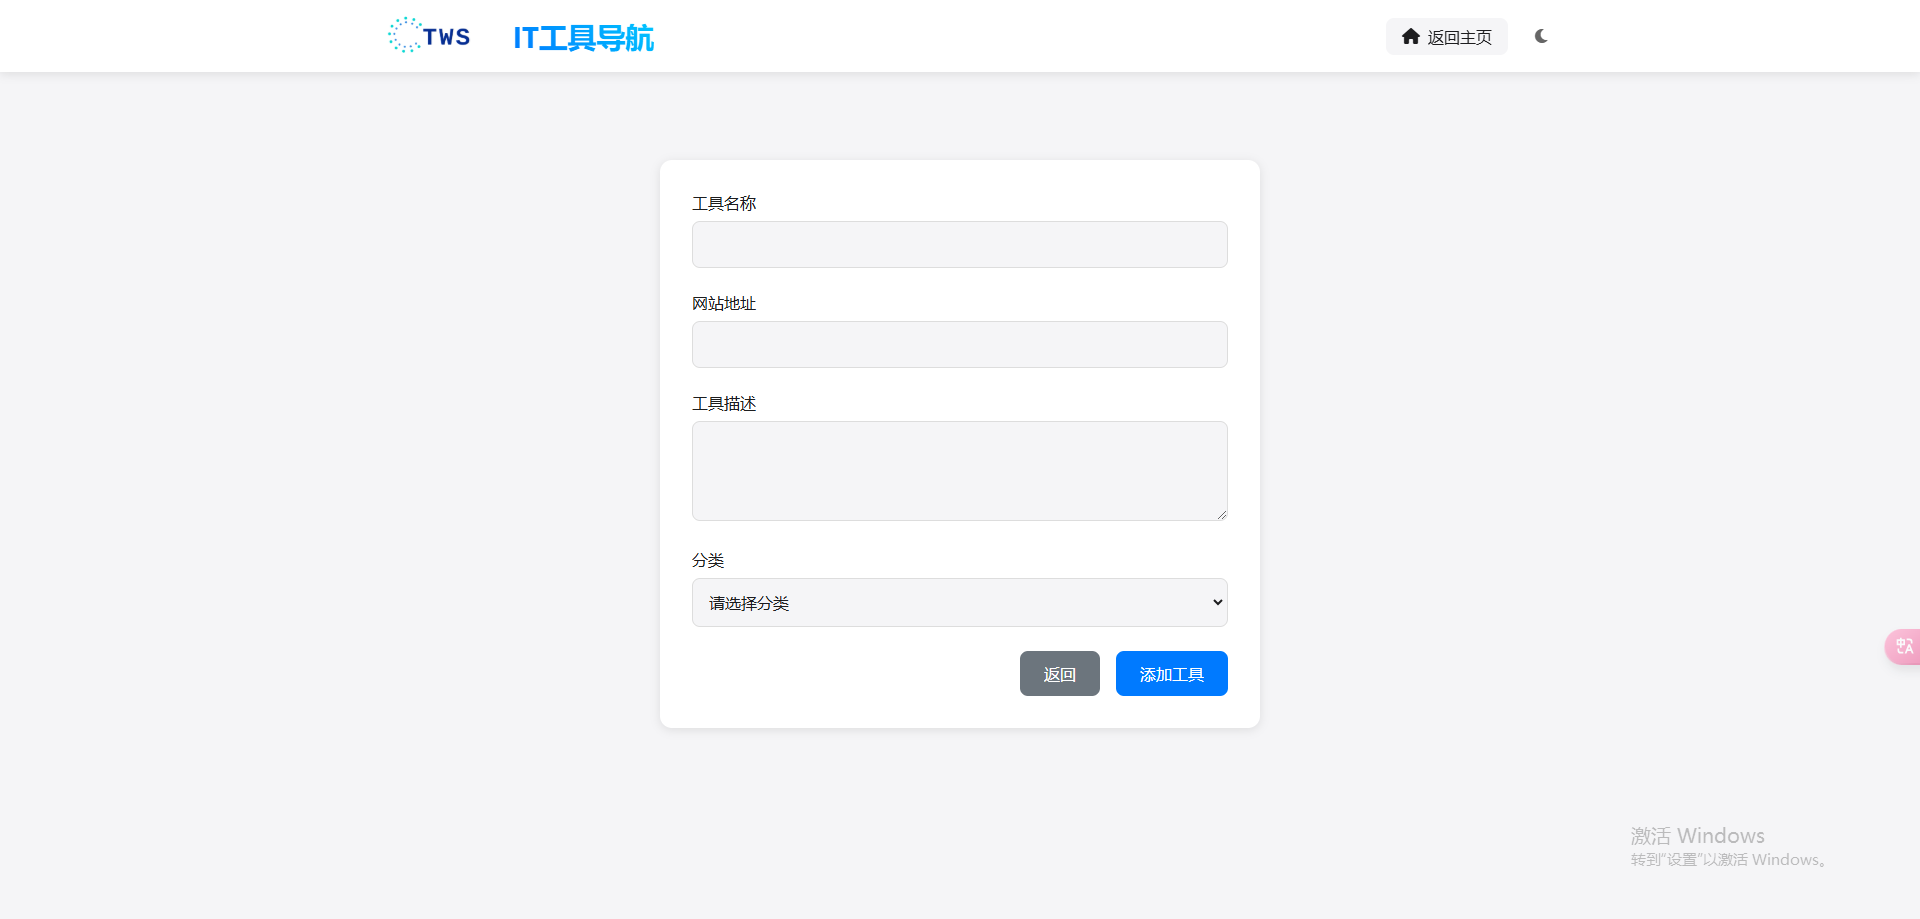 TWS
IT工具导航
返回主页
工具名称
网站地址
工具描述
分类
请选择分类
返回
添加工具
中A
激活 Windows
转到"设置"以激活 Windows。